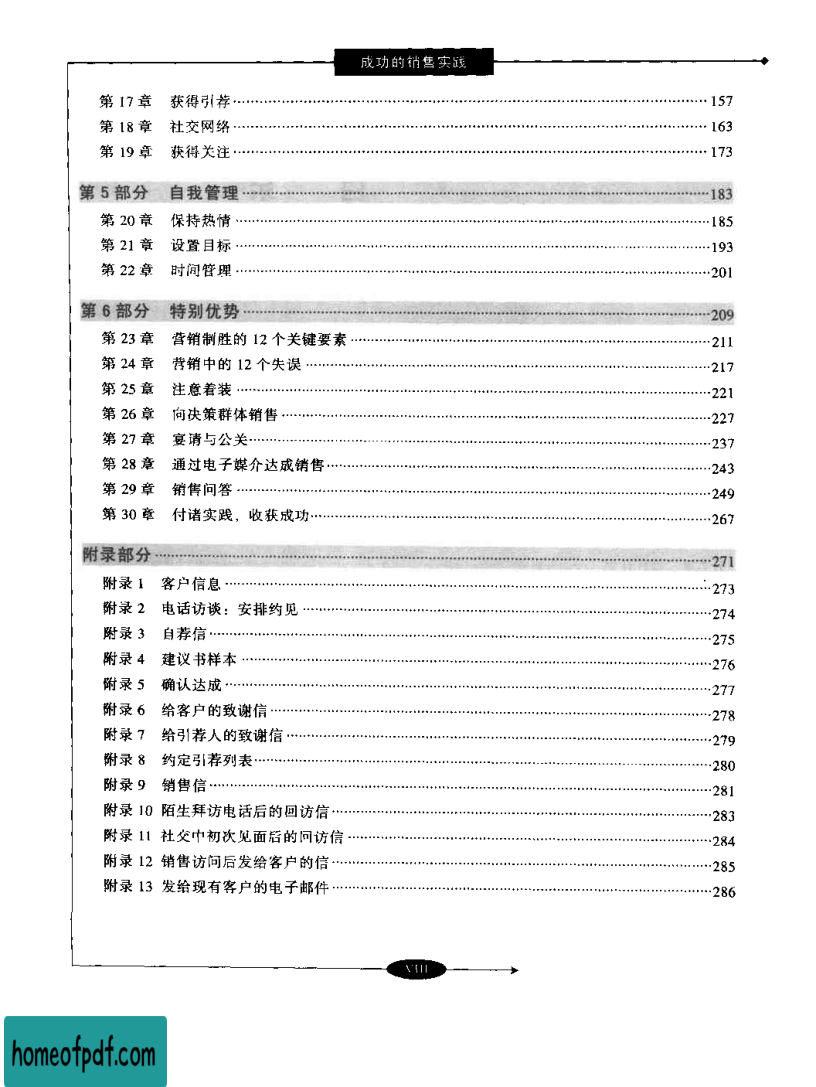 成功的销售实践
第 17 章 获得引荐 157
第 18 章 社交网络 163
第 19 章 获得关注 173
第 5 部分 自我管理 183
第 20 章 保持热情 185
第 21 章 设置目标 193
第 22 章 时间管理 201
第 6 部分 特别优势 209
第 23 章 营销制胜的 12 个关键要素 211
第 24 章 营销中的 12 个失误 217
第 25 章 注意着装 221
第 26 章 向决策群体销售 227
第 27 章 宴请与公关 237
第 28 章 通过电子媒介达成销售 243
第 29 章 销售问答 249
第 30 章 付诸实践，收获成功 267
附录部分 271
附录 1 客户信息 273
附录 2 电话访谈：安排约见 274
附录 3 自荐信 275
附录 4 建议书样本 276
附录 5 确认达成 277
附录 6 给客户的致谢信 278
附录 7 给引荐人的致谢信 279
附录 8 约定引荐列表 280
附录 9 销售信 281
附录 10 陌生拜访电话后的回访信 283
附录 11 社交中初次见面后的回访信 284
附录 12 销售访问后发给客户的信 285
附录 13 发给现有客户的电子邮件 286
VIII
homeofpdf.com